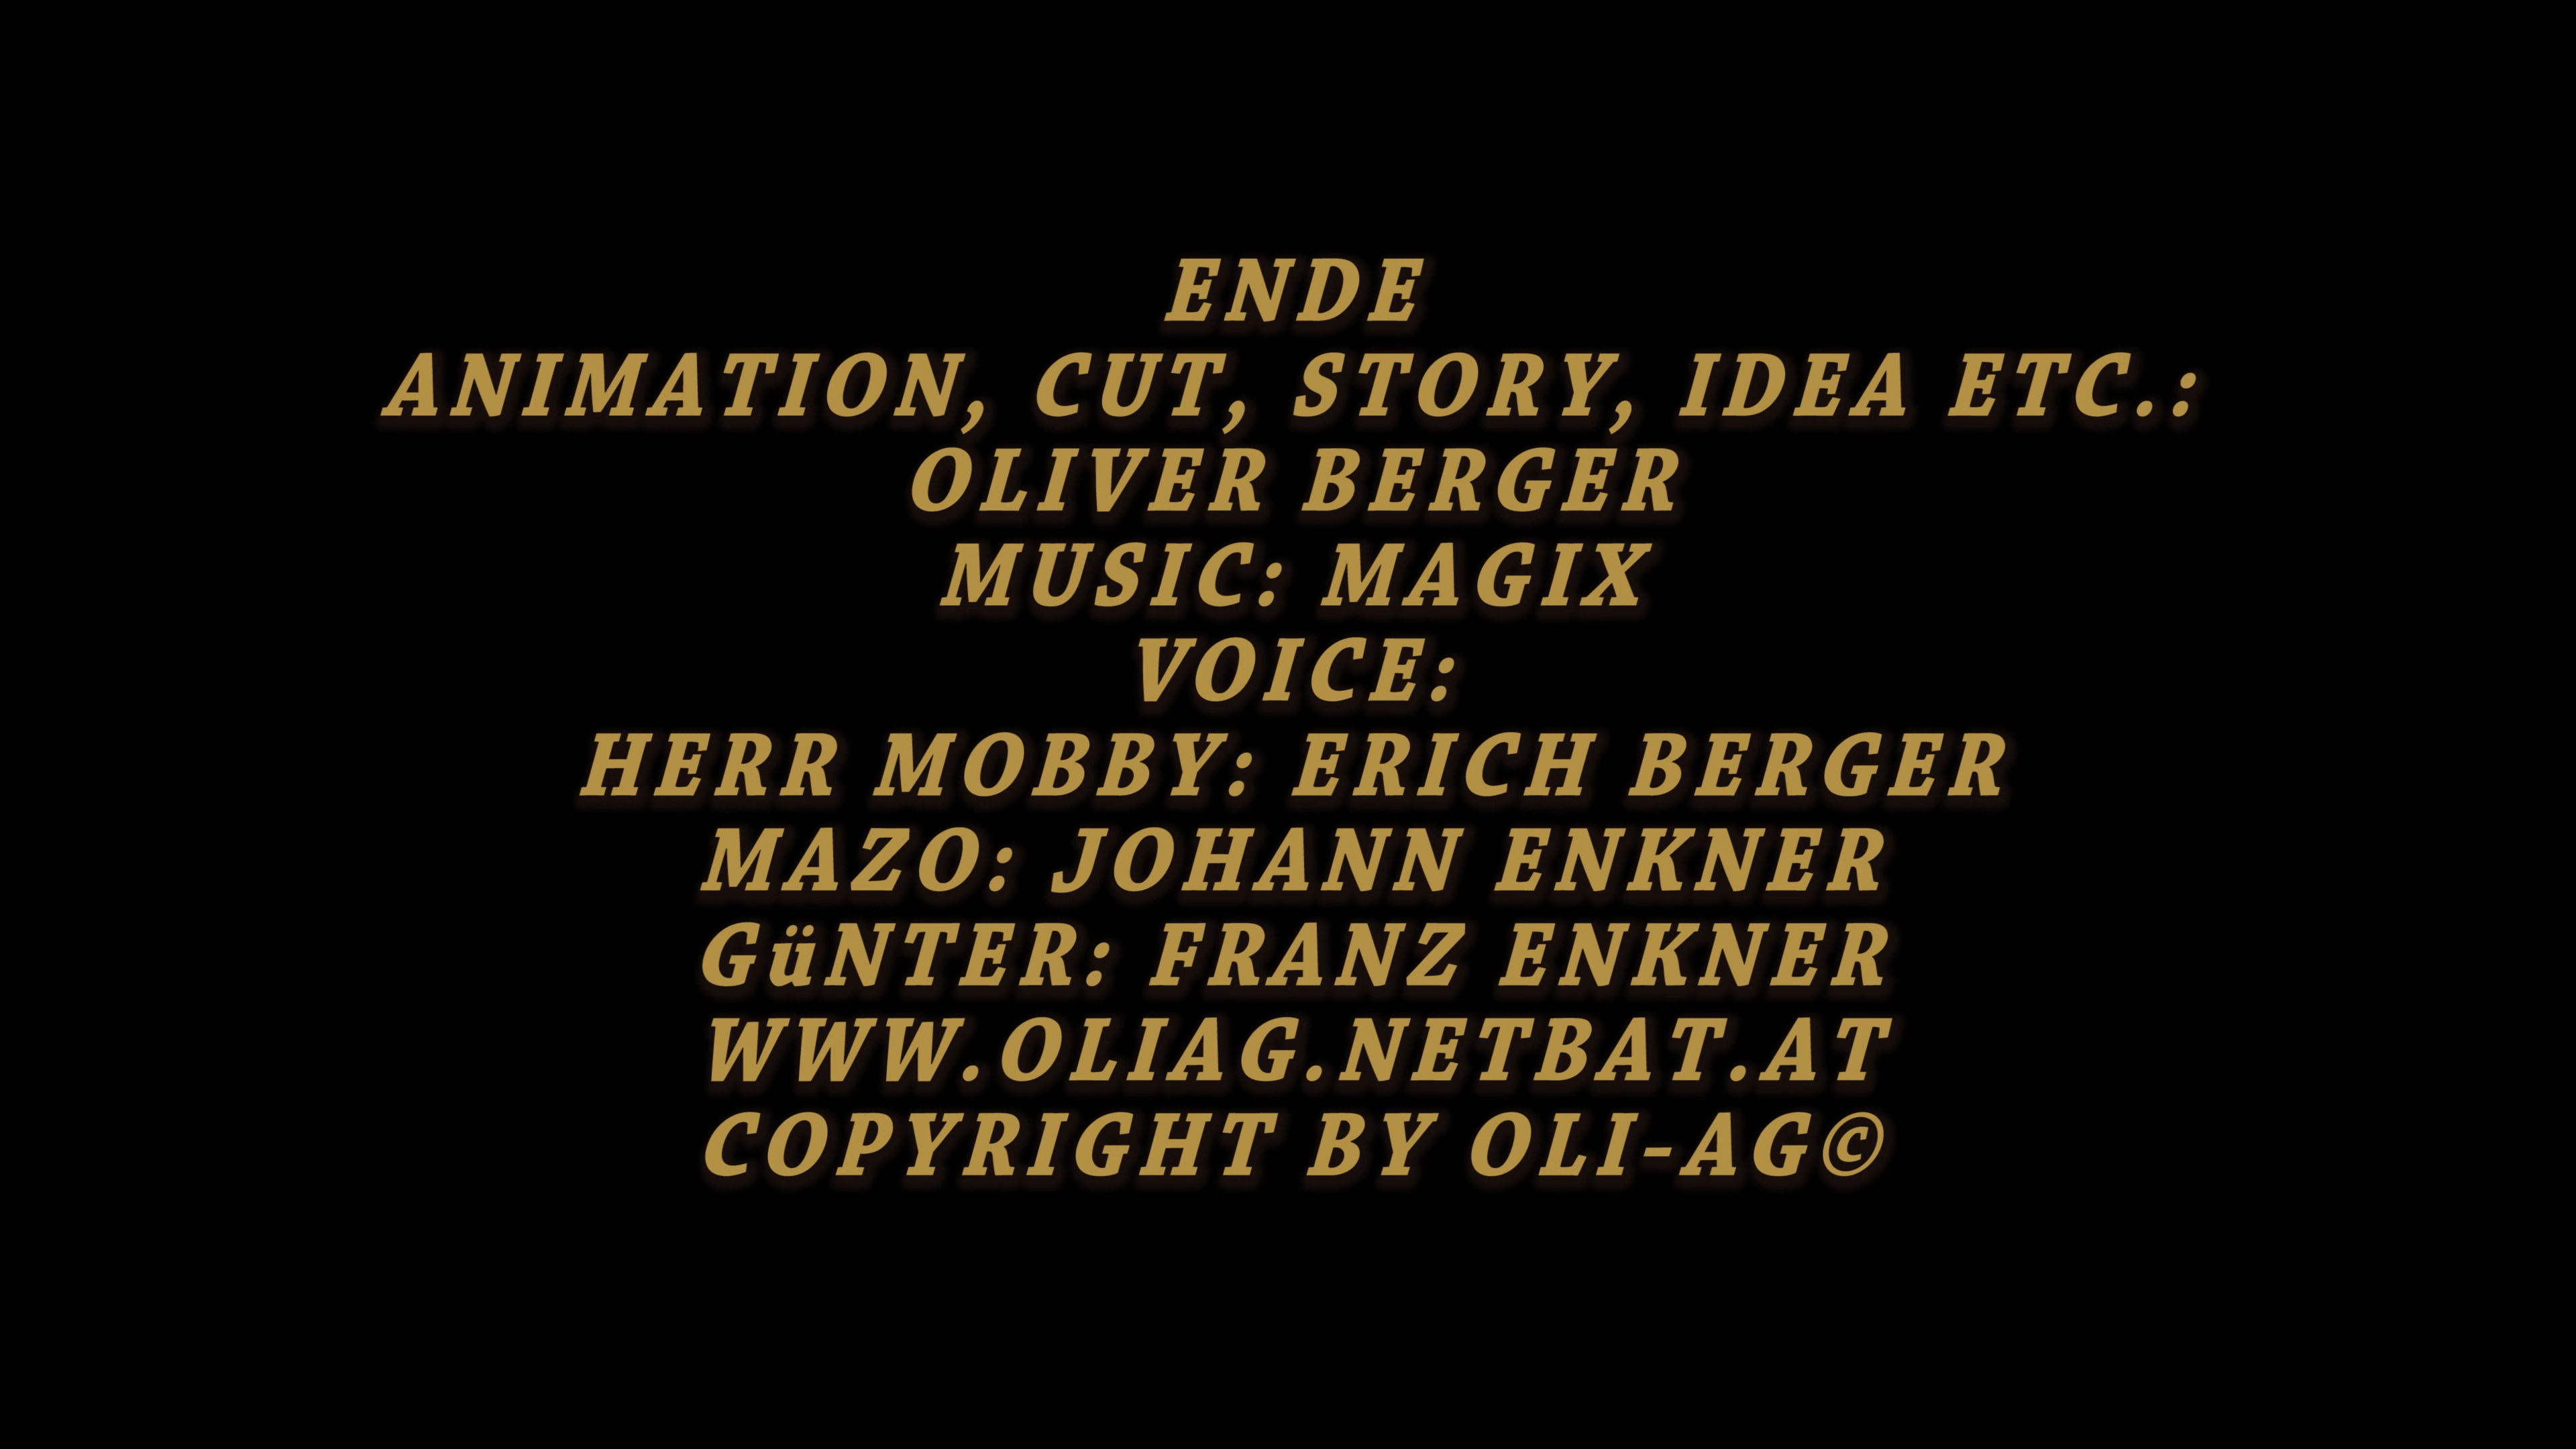 ENDE
ANIMATION, CUT, STORY, IDEA ETC.:
OLIVER BERGER
MUSIC: MAGIX
VOICE:
HERR MOBBY: ERICH BERGER
MAZO: JOHANN ENKNER
GüNTER: FRANZ ENKNER
WWW.OLIAG.NETBAT.AT
COPYRIGHT BY OLI-AG©